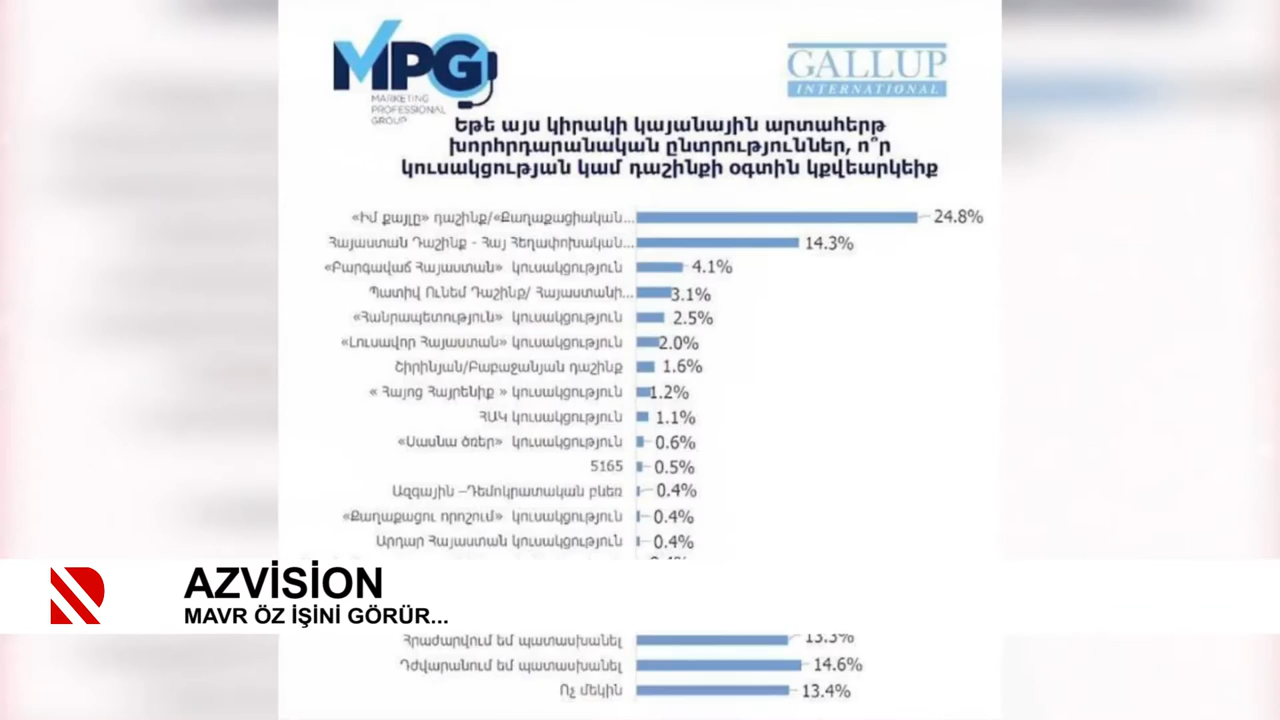 MPG
MARKETING
PROFESSIONAL
GROUP
GALLUP
INTERNATIONAL
Եթե այս կիրակի կայանային արտահերթ
խորհրդարանական ընտրություններ, ո՞ր
կուսակցության կամ դաշինքի օգտին կքվեարկեիք
«Իմ քայլը» դաշինք/«Քաղաքացիական... 24.8%
Հայաստան Դաշինք - Հայ Հեղափոխական... 14.3%
«Բարգավաճ Հայաստան» կուսակցություն 4.1%
Պատիվ Ունեմ Դաշինք/ Հայաստանի... 3.1%
«Հանրապետություն» կուսակցություն 2.5%
«Լուսավոր Հայաստան» կուսակցություն 2.0%
Շիրինյան/Բաբաջանյան դաշինք 1.6%
« Հայոց Հայրենիք » կուսակցություն 1.2%
ՀԱԿ կուսակցություն 1.1%
«Սասնա ծռեր» կուսակցություն 0.6%
5165 0.5%
Ազգային –Դեմոկրատական բևեռ 0.4%
«Քաղաքացու որոշում» կուսակցություն 0.4%
Արդար Հայաստան կուսակցություն 0.4%
AZVİSİON
MAVR ÖZ İŞİNİ GÖRÜR...
Հրաժարվում եմ պատասխանել 13.3%
Դժվարանում եմ պատասխանել 14.6%
Ոչ մեկին 13.4%